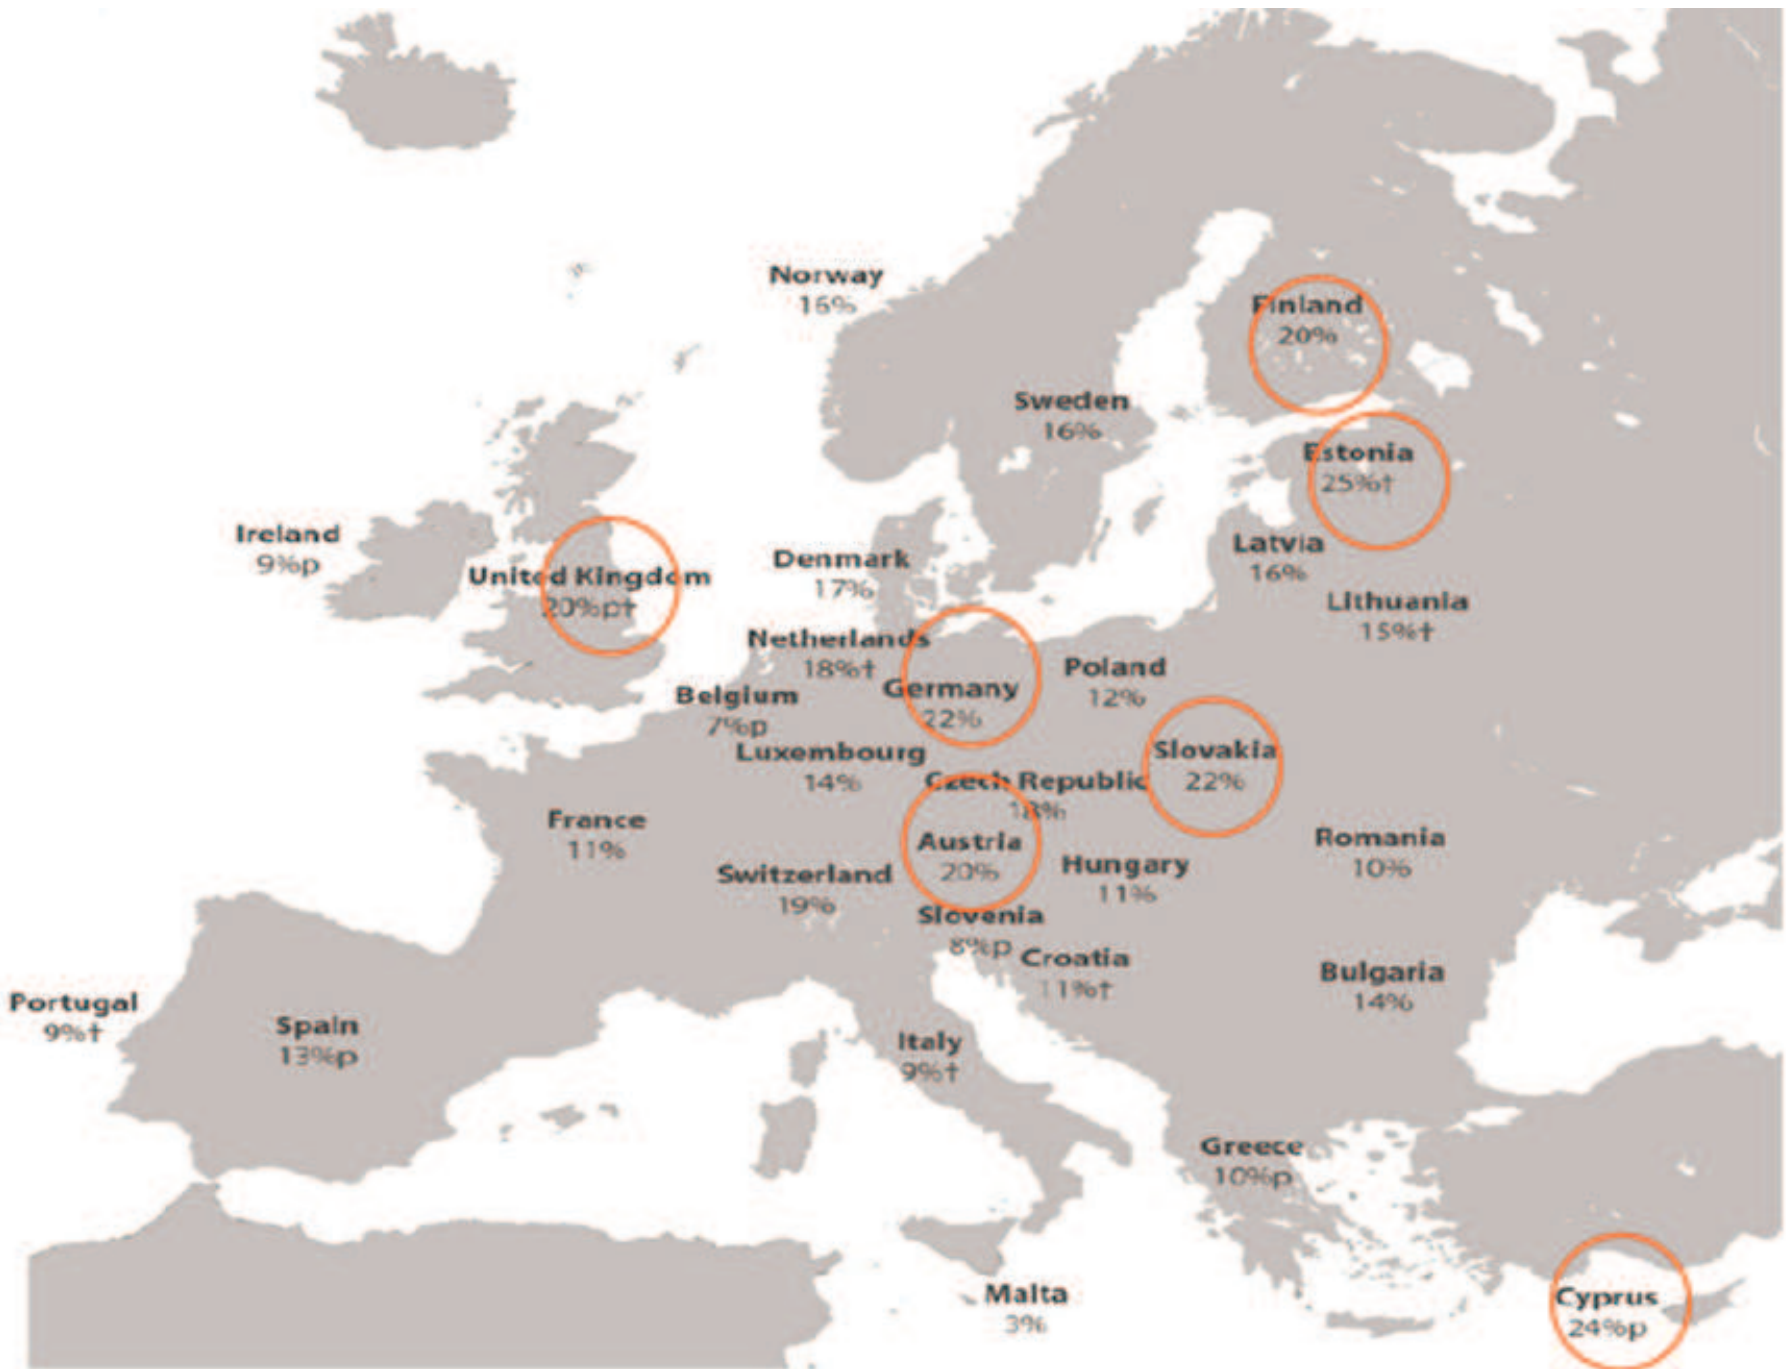 Norway
16%
Finland
20%
Sweden
16%
Estonia
25%†
Ireland
9%p
Latvia
16%
Denmark
17%
United Kingdom
20%p†
Lithuania
15%†
Netherlands
18%†
Poland
12%
Germany
22%
Belgium
7%p
Luxembourg
14%
Slovakia
22%
Czech Republic
18%
France
11%
Austria
20%
Romania
10%
Switzerland
19%
Hungary
11%
Slovenia
8%p
Croatia
11%†
Bulgaria
14%
Portugal
9%†
Spain
13%p
Italy
9%†
Greece
10%p
Malta
3%
Cyprus
24%p